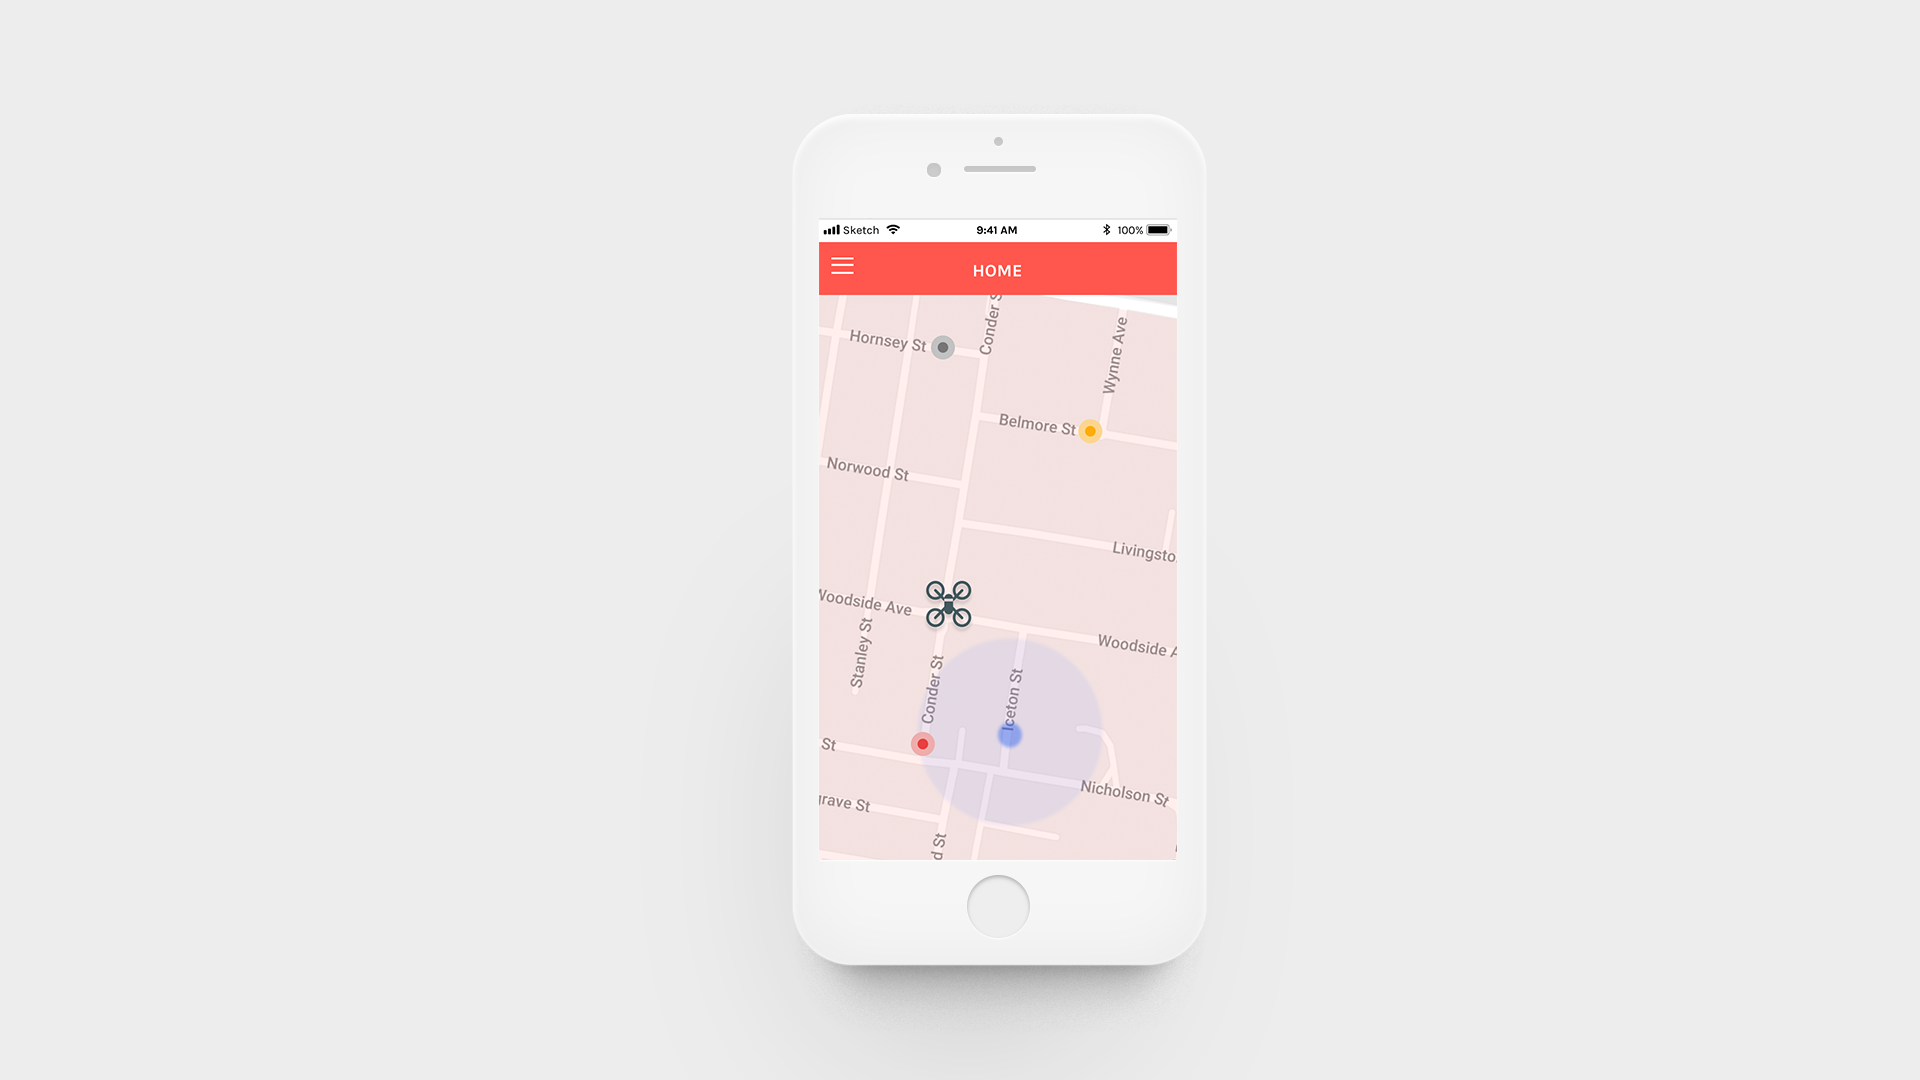 Sketch 9:41 AM 100%
HOME
Conder S
Hornsey St
Wynne Ave
Belmore St
Norwood St
Livingsto
Woodside Ave
Stanley St
Woodside A
Conder St
Iceton St
St
Nicholson St
rave St
d St